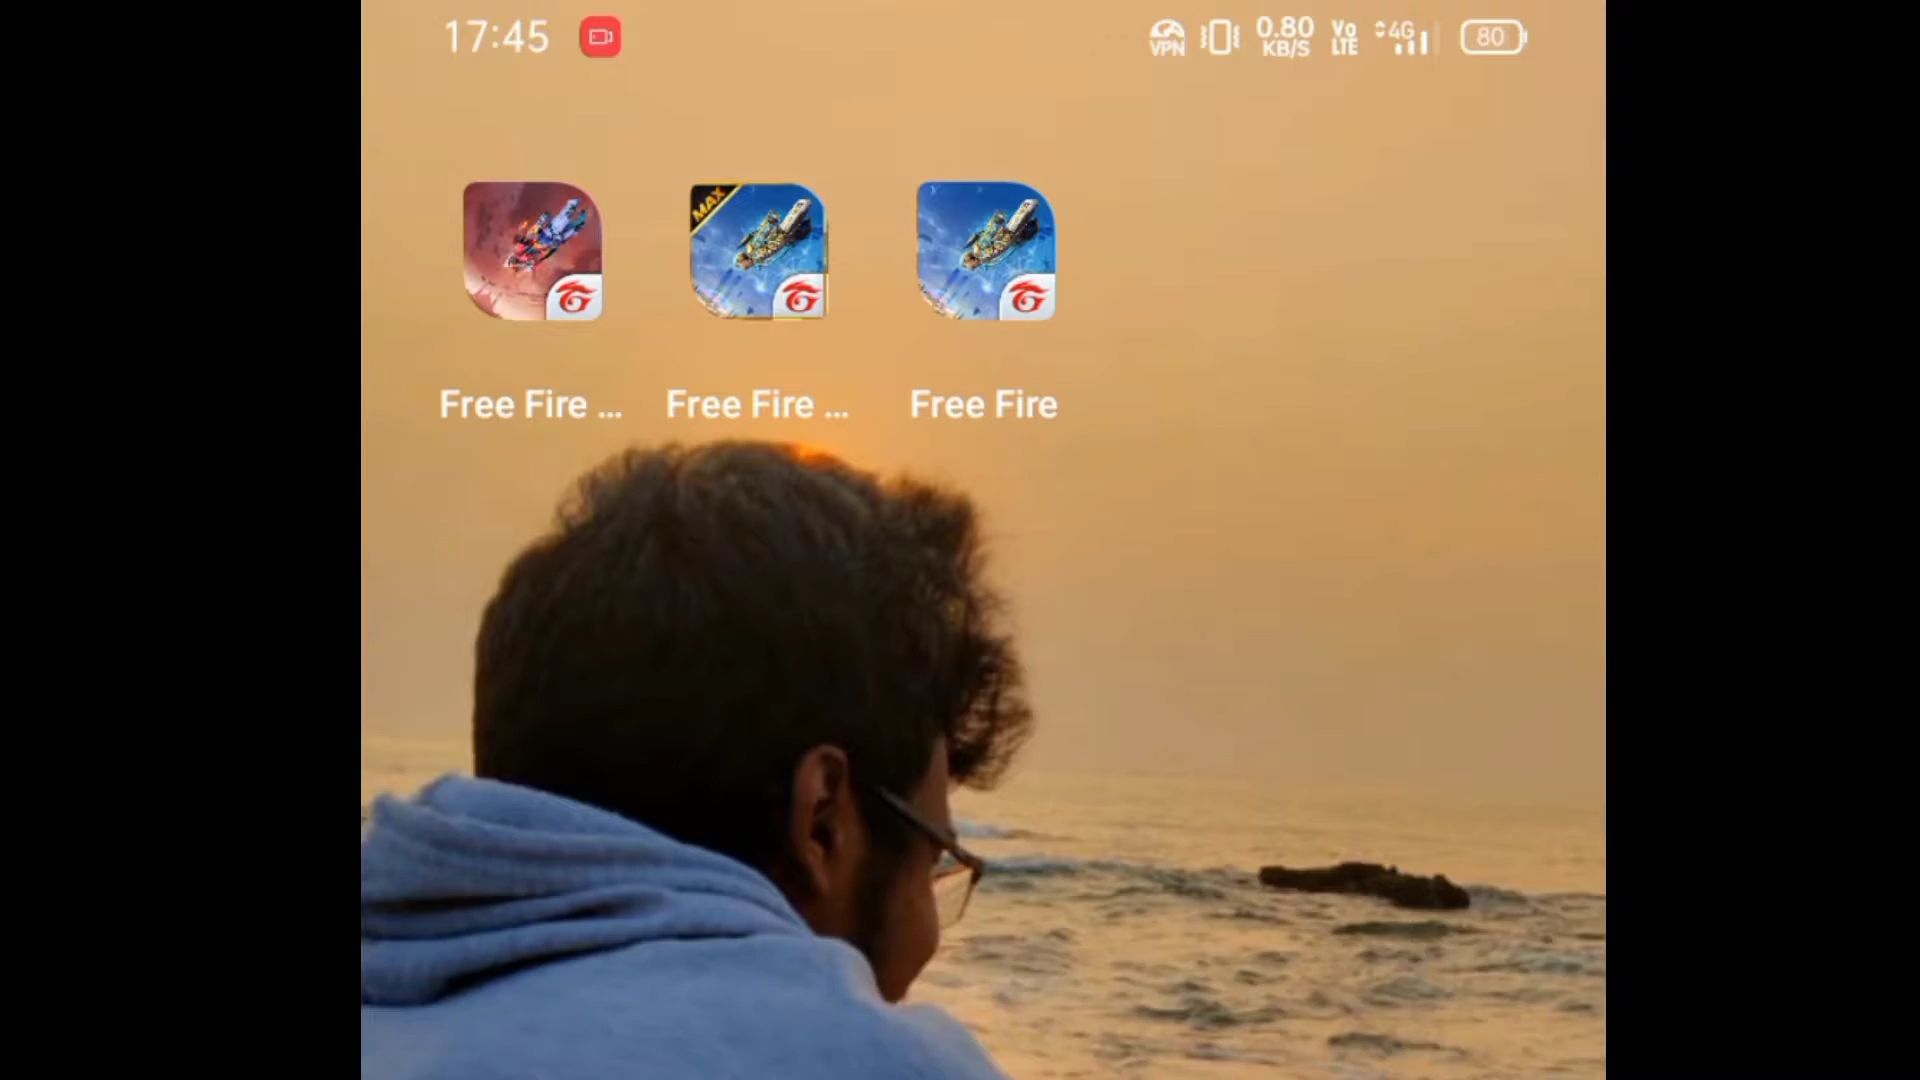 17:45 VPN 0.80 KB/S Vo LTE 4G 80
MAX
Free Fire ... Free Fire ... Free Fire